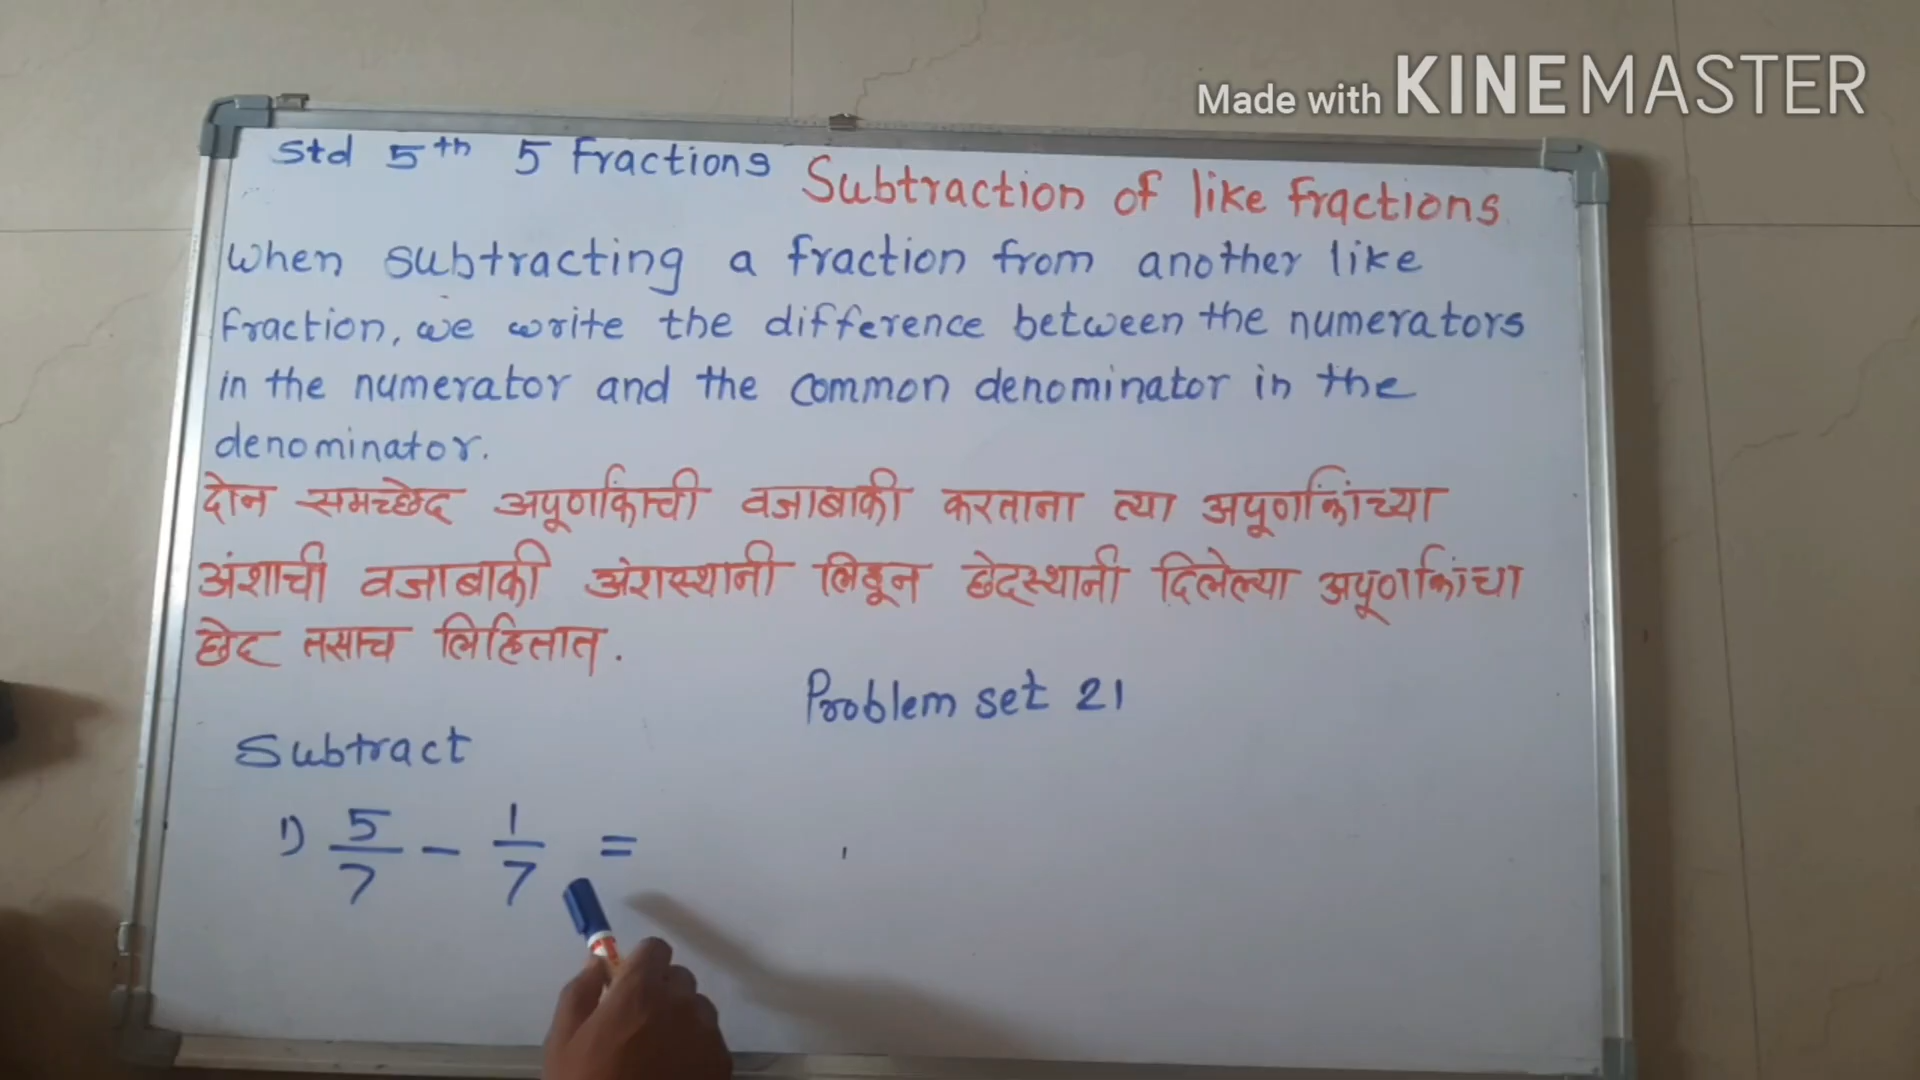 Made with KINEMASTER
Std 5th 5 Fractions Subtraction of like fractions
When subtracting a fraction from another like
fraction, we write the difference between the numerators
in the numerator and the common denominator in the
denominator.
दोन समच्छेद अपूर्णांकांची वजाबाकी करताना त्या अपूर्णांकांच्या
अंशाची वजाबाकी अंशस्थानी लिहून छेदस्थानी दिलेल्या अपूर्णांकांचा
छेद तसाच लिहितात.
Problem set 21
Subtract
1) 5/7 - 1/7 =